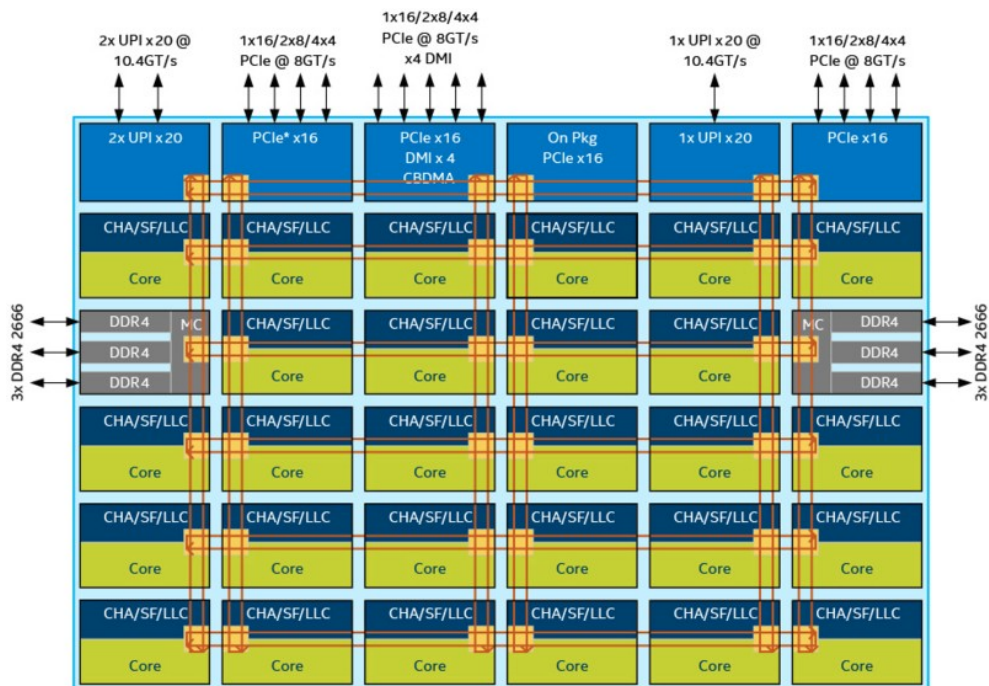 2x UPI x20 @
10.4GT/s
1x16/2x8/4x4
PCIe @ 8GT/s
1x16/2x8/4x4
PCIe @ 8GT/s
x4 DMI
1x UPI x20 @
10.4GT/s
1x16/2x8/4x4
PCIe @ 8GT/s
2x UPI x20
PCIe* x16
PCIe x16
DMI x 4
CBDMA
On Pkg
PCIe x16
1x UPI x20
PCIe x16
CHA/SF/LLC CHA/SF/LLC CHA/SF/LLC CHA/SF/LLC CHA/SF/LLC CHA/SF/LLC
Core Core Core Core Core Core
3x DDR4 2666
DDR4 MC
DDR4
DDR4
CHA/SF/LLC CHA/SF/LLC CHA/SF/LLC CHA/SF/LLC
Core Core Core Core
MC DDR4
DDR4
DDR4
3x DDR4 2666
CHA/SF/LLC CHA/SF/LLC CHA/SF/LLC CHA/SF/LLC CHA/SF/LLC CHA/SF/LLC
Core Core Core Core Core Core
CHA/SF/LLC CHA/SF/LLC CHA/SF/LLC CHA/SF/LLC CHA/SF/LLC CHA/SF/LLC
Core Core Core Core Core Core
CHA/SF/LLC CHA/SF/LLC CHA/SF/LLC CHA/SF/LLC CHA/SF/LLC CHA/SF/LLC
Core Core Core Core Core Core